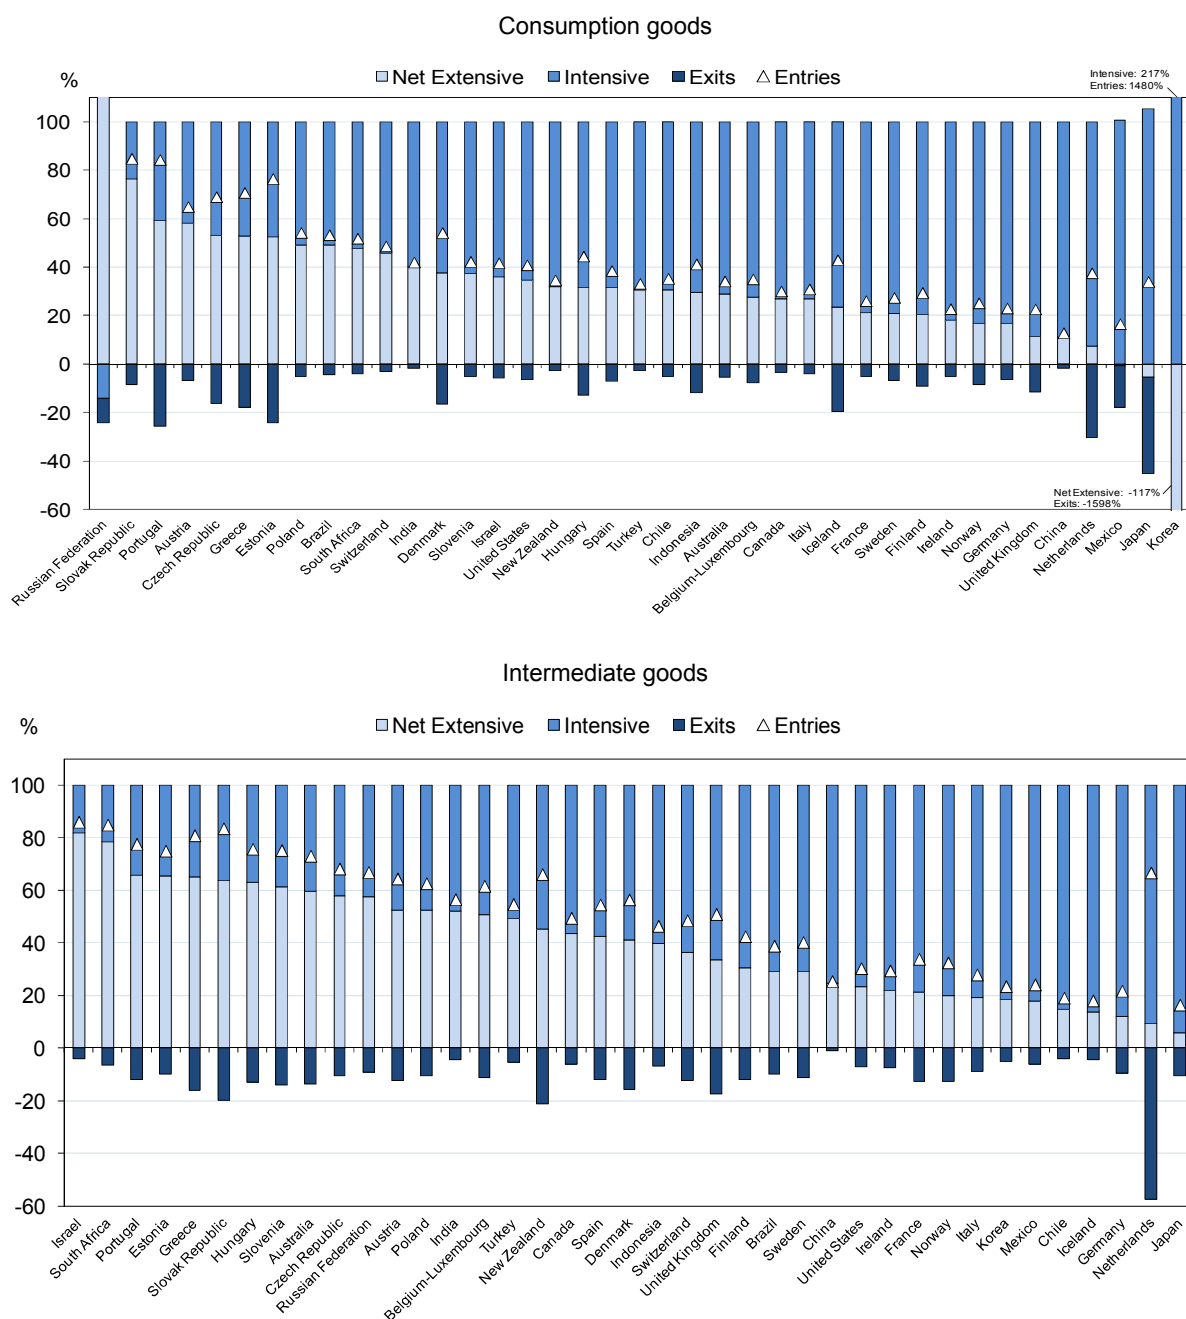 Consumption goods
%
Net Extensive Intensive Exits Entries
Intensive: 217%
Entries: 1480%
100
80
60
40
20
0
-20
-40
-60
Net Extensive: -117%
Exits: -1598%
Russian Federation
Slovak Republic
Portugal
Austria
Czech Republic
Greece
Estonia
Poland
Brazil
South Africa
Switzerland
India
Denmark
Slovenia
Israel
United States
New Zealand
Hungary
Spain
Turkey
Chile
Indonesia
Australia
Belgium-Luxembourg
Canada
Italy
Iceland
France
Sweden
Finland
Ireland
Norway
Germany
United Kingdom
China
Netherlands
Mexico
Japan
Korea
Intermediate goods
%
Net Extensive Intensive Exits Entries
100
80
60
40
20
0
-20
-40
-60
Israel
South Africa
Portugal
Estonia
Greece
Slovak Republic
Hungary
Slovenia
Australia
Czech Republic
Russian Federation
Austria
Poland
India
Belgium-Luxembourg
Turkey
New Zealand
Canada
Spain
Denmark
Indonesia
Switzerland
United Kingdom
Finland
Brazil
Sweden
China
United States
Ireland
France
Norway
Italy
Korea
Mexico
Chile
Iceland
Germany
Netherlands
Japan